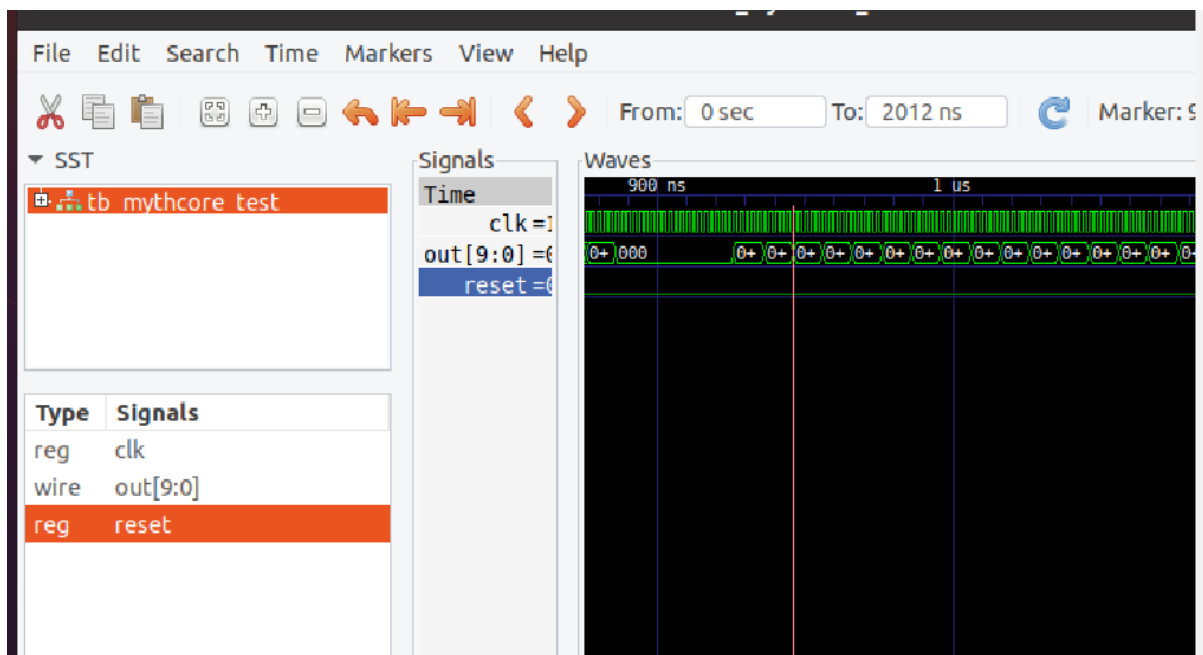 File Edit Search Time Markers View Help
From: 0 sec To: 2012 ns Marker: 9
SST
tb_mythcore_test
Type Signals
reg clk
wire out[9:0]
reg reset
Signals
Time
clk =1
out[9:0] =0
reset =0
Waves
900 ns 1 us
0+ 000 0+ 0+ 0+ 0+ 0+ 0+ 0+ 0+ 0+ 0+ 0+ 0+ 0+ 0+ 0+ 0